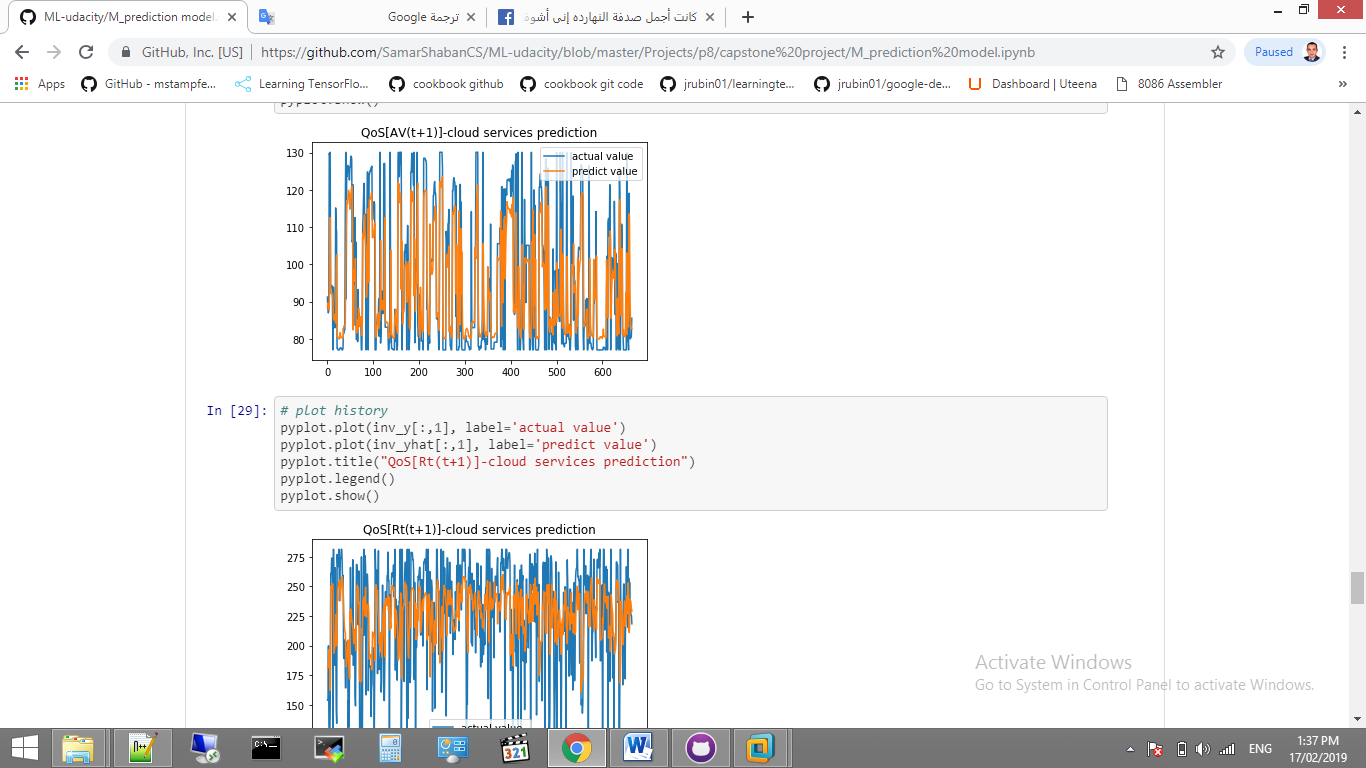 ML-udacity/M_prediction model.
ترجمة Google
كانت أجمل صدفة النهارده إنى أشوف
GitHub, Inc. [US]
https://github.com/SamarShabanCS/ML-udacity/blob/master/Projects/p8/capstone%20project/M_prediction%20model.ipynb
Paused
Apps
GitHub - mstampfe...
Learning TensorFlo...
cookbook github
cookbook git code
jrubin01/learningte...
jrubin01/google-de...
Dashboard | Uteena
8086 Assembler
»
pyplot.show()
QoS[AV(t+1)]-cloud services prediction
actual value
predict value
130
120
110
100
90
80
0 100 200 300 400 500 600
In [29]:
# plot history
pyplot.plot(inv_y[:,1], label='actual value')
pyplot.plot(inv_yhat[:,1], label='predict value')
pyplot.title("QoS[Rt(t+1)]-cloud services prediction")
pyplot.legend()
pyplot.show()
QoS[Rt(t+1)]-cloud services prediction
275
250
225
200
175
150
actual value
Activate Windows
Go to System in Control Panel to activate Windows.
ENG
1:37 PM
17/02/2019